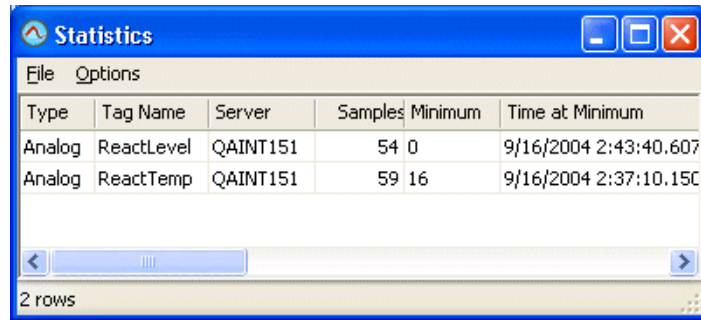 Statistics
File Options
Type Tag Name Server Samples Minimum Time at Minimum
Analog ReactLevel QAINT151 54 0 9/16/2004 2:43:40.607
Analog ReactTemp QAINT151 59 16 9/16/2004 2:37:10.150
2 rows